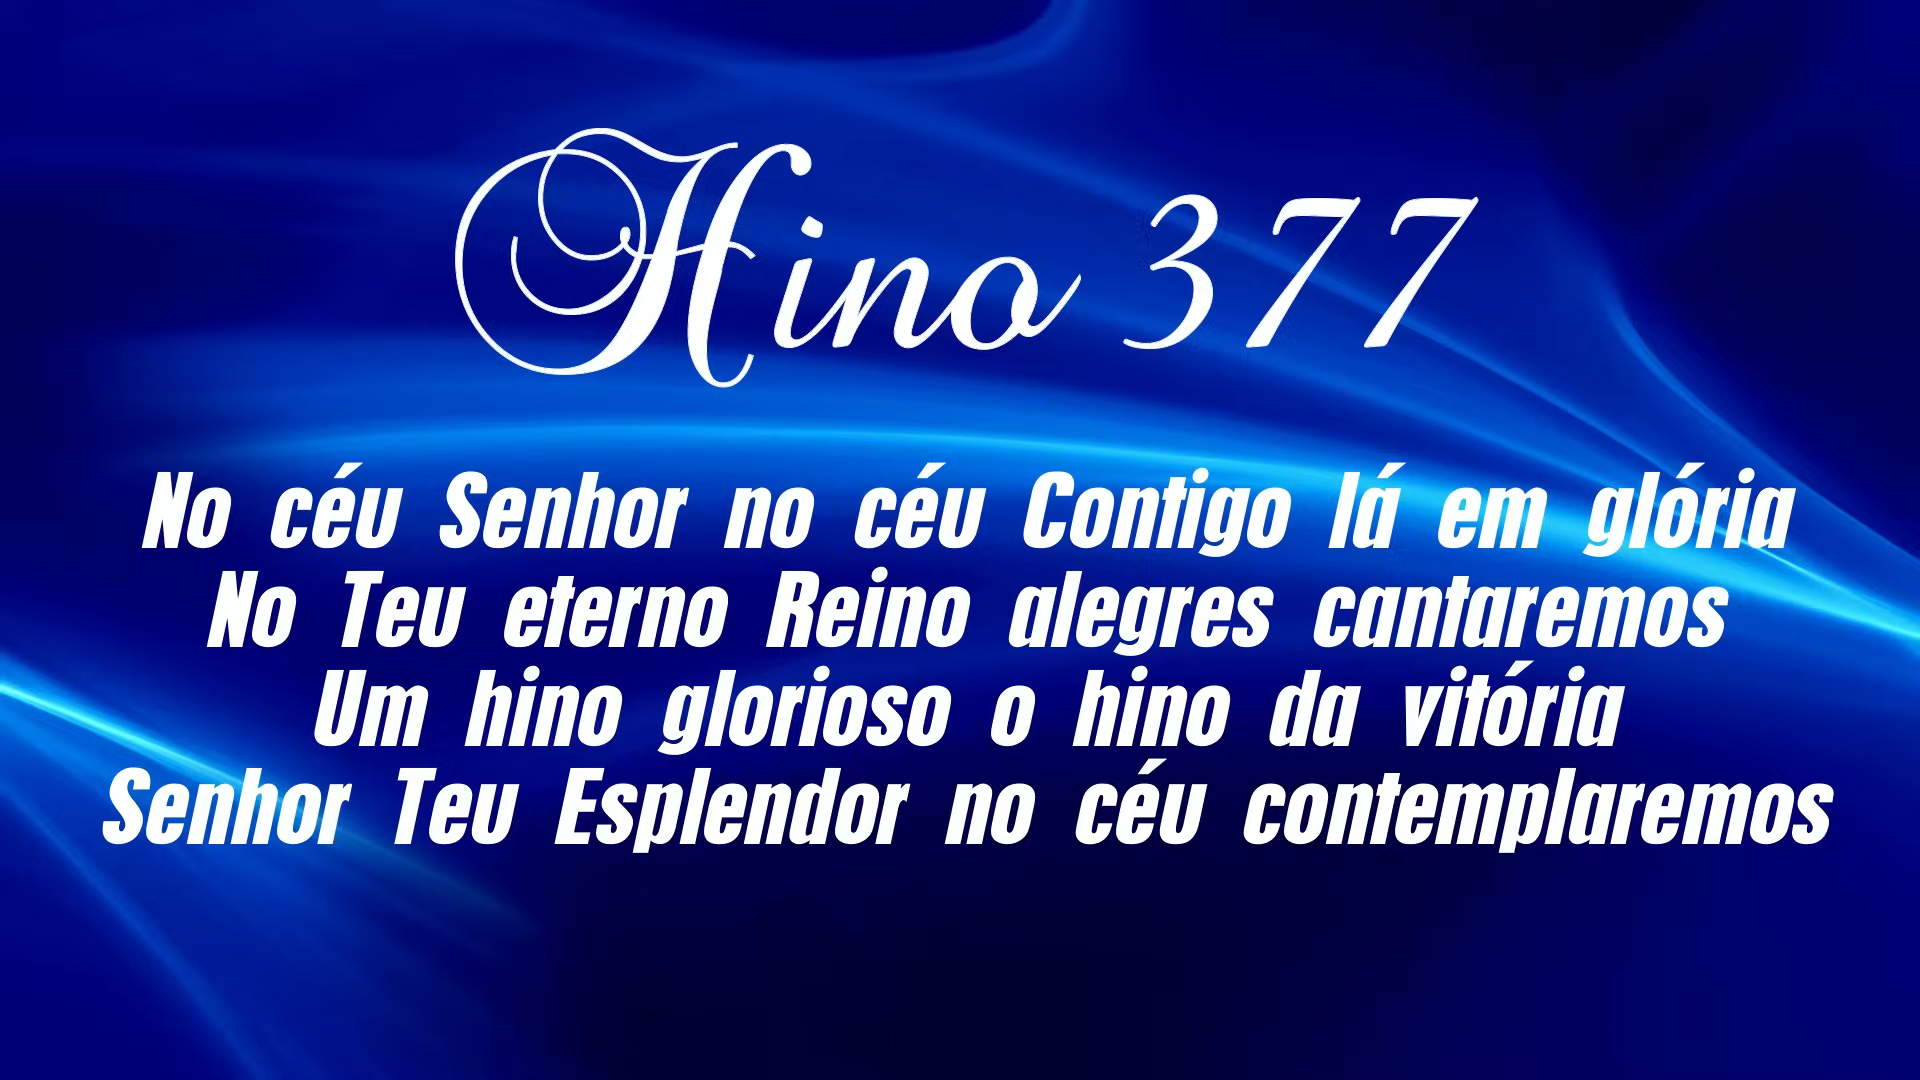 Hino 377
No céu Senhor no céu Contigo lá em glória
No Teu eterno Reino alegres cantaremos
Um hino glorioso o hino da vitória
Senhor Teu Esplendor no céu contemplaremos